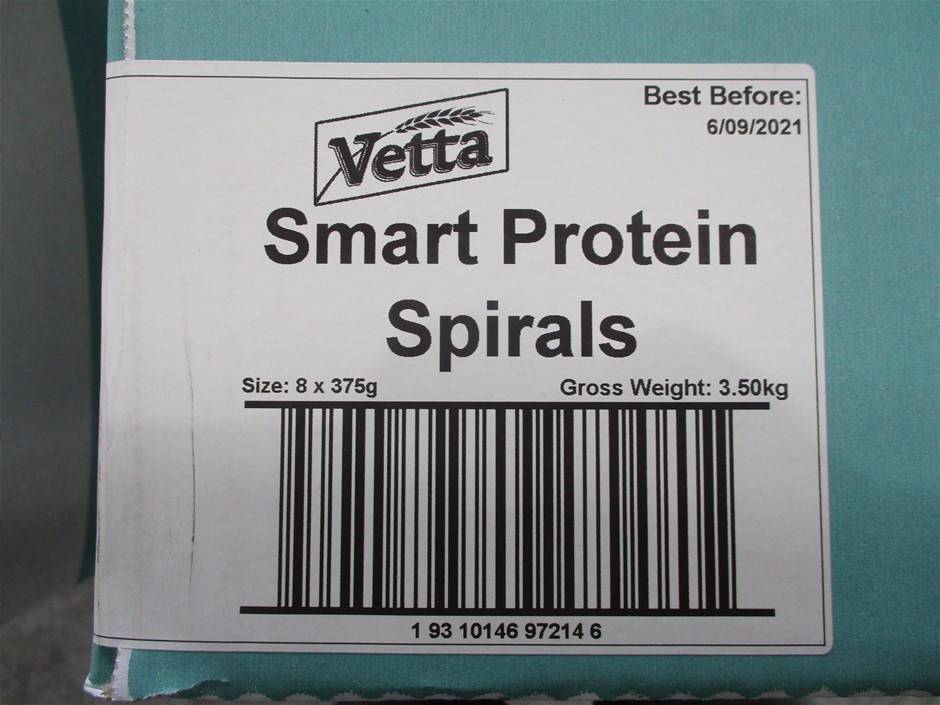 Best Before:
6/09/2021
Vetta
Smart Protein
Spirals
Size: 8 x 375g
Gross Weight: 3.50kg
1 93 10146 97214 6